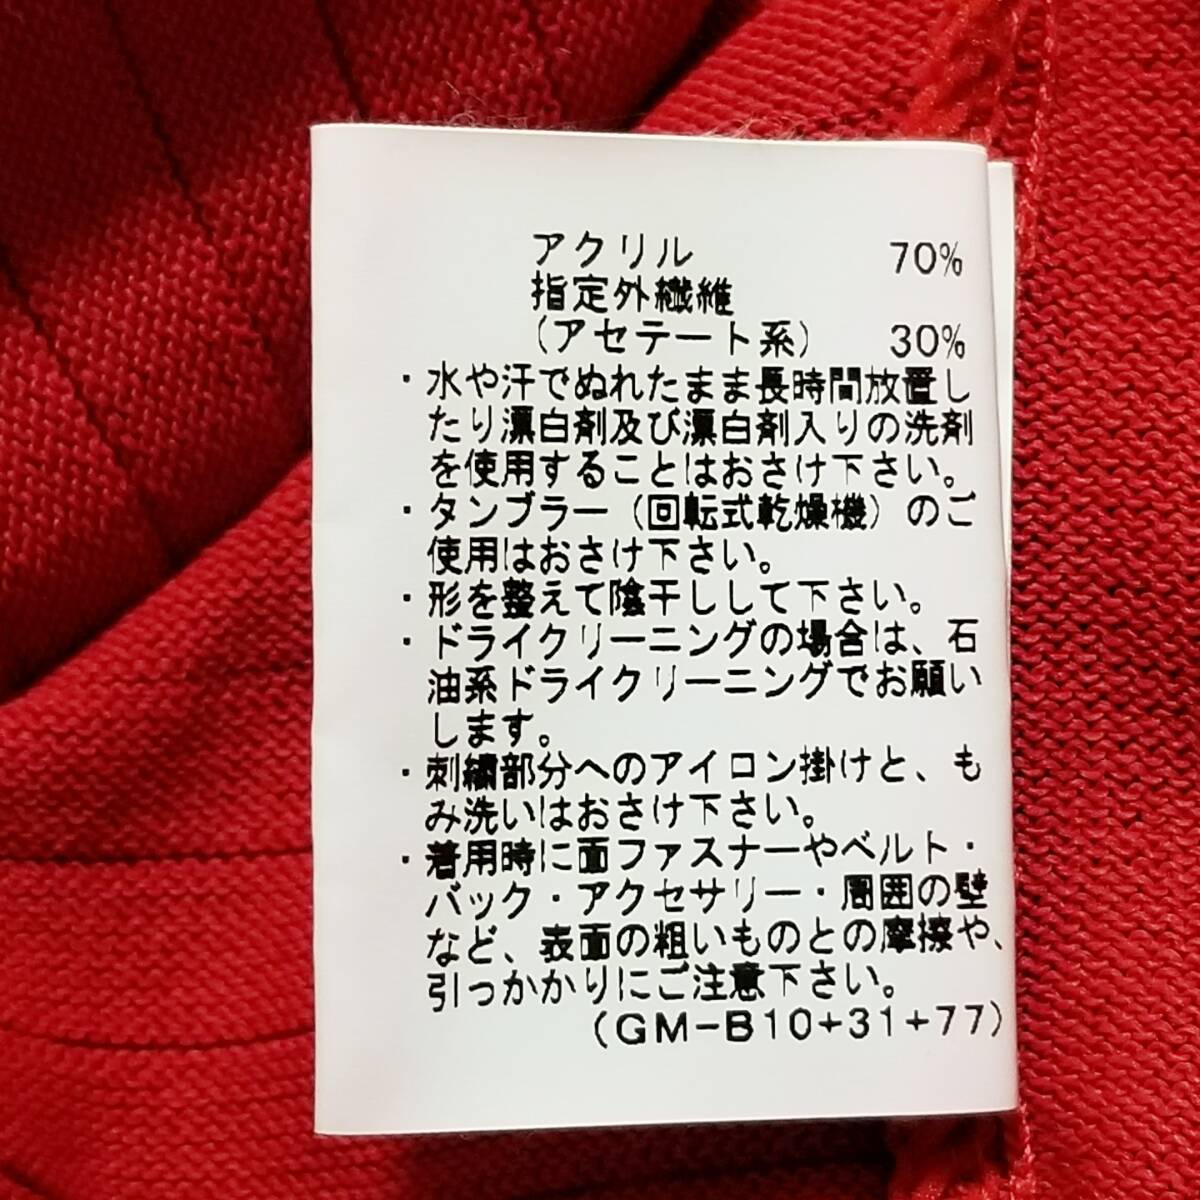 アクリル 70%
指定外繊維
(アセテート系) 30%
・水や汗でぬれたまま長時間放置し
たり漂白剤及び漂白剤入りの洗剤
を使用することはおさけ下さい。
・タンブラー(回転式乾燥機)のご
使用はおさけ下さい。
・形を整えて陰干しして下さい。
・ドライクリーニングの場合は、石
油系ドライクリーニングでお願い
します。
・刺繍部分へのアイロン掛けと、も
み洗いはおさけ下さい。
・着用時に面ファスナーやベルト・
バック・アクセサリー・周囲の壁
など、表面の粗いものとの摩擦や、
引っかかりにご注意下さい。
(GM-B10+31+77)